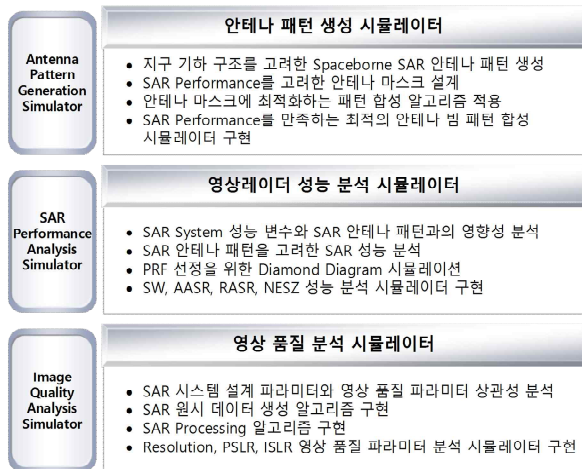 안테나 패턴 생성 시뮬레이터
Antenna
Pattern
Generation
Simulator
• 지구 기하 구조를 고려한 Spaceborne SAR 안테나 패턴 생성
• SAR Performance를 고려한 안테나 마스크 설계
• 안테나 마스크에 최적화하는 패턴 합성 알고리즘 적용
• SAR Performance를 만족하는 최적의 안테나 빔 패턴 합성
시뮬레이터 구현
영상레이더 성능 분석 시뮬레이터
SAR
Performance
Analysis
Simulator
• SAR System 성능 변수와 SAR 안테나 패턴과의 영향성 분석
• SAR 안테나 패턴을 고려한 SAR 성능 분석
• PRF 선정을 위한 Diamond Diagram 시뮬레이션
• SW, AASR, RASR, NESZ 성능 분석 시뮬레이터 구현
영상 품질 분석 시뮬레이터
Image
Quality
Analysis
Simulator
• SAR 시스템 설계 파라미터와 영상 품질 파라미터 상관성 분석
• SAR 원시 데이터 생성 알고리즘 구현
• SAR Processing 알고리즘 구현
• Resolution, PSLR, ISLR 영상 품질 파라미터 분석 시뮬레이터 구현